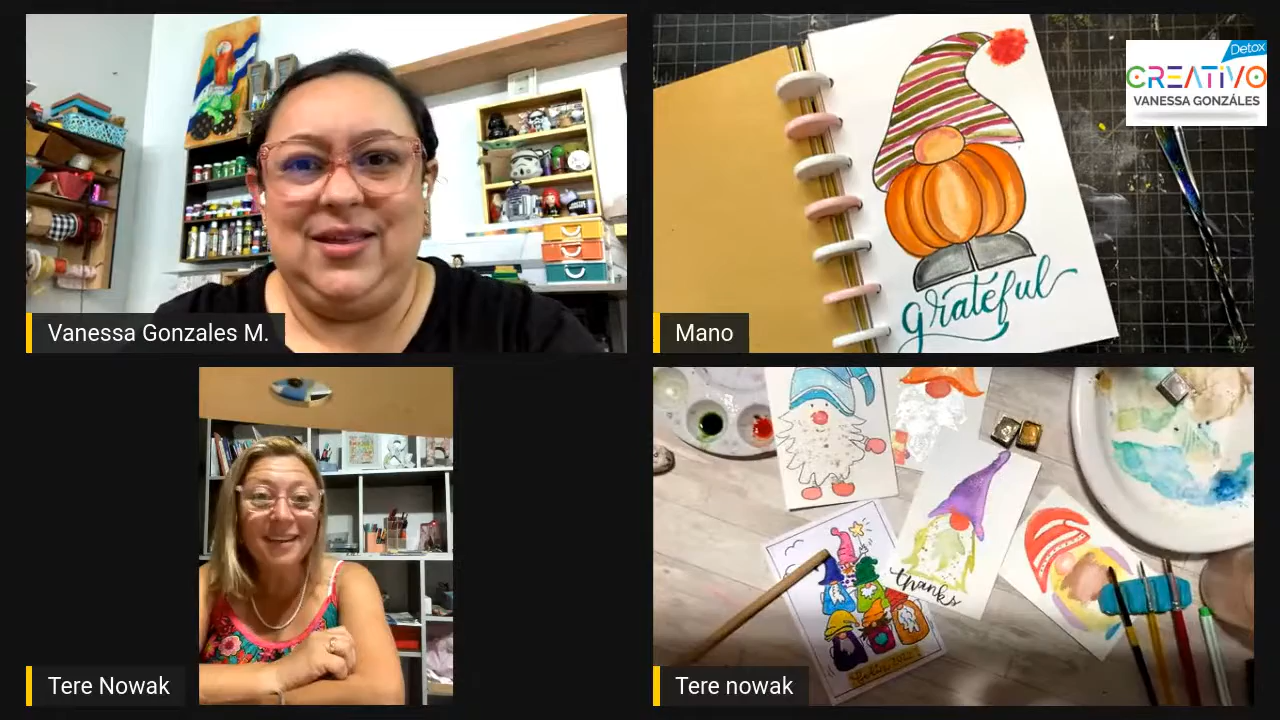 Detox
CREATIVO
VANESSA GONZÁLES
grateful
Vanessa Gonzales M.
Mano
thanks
Tere Nowak
Tere nowak